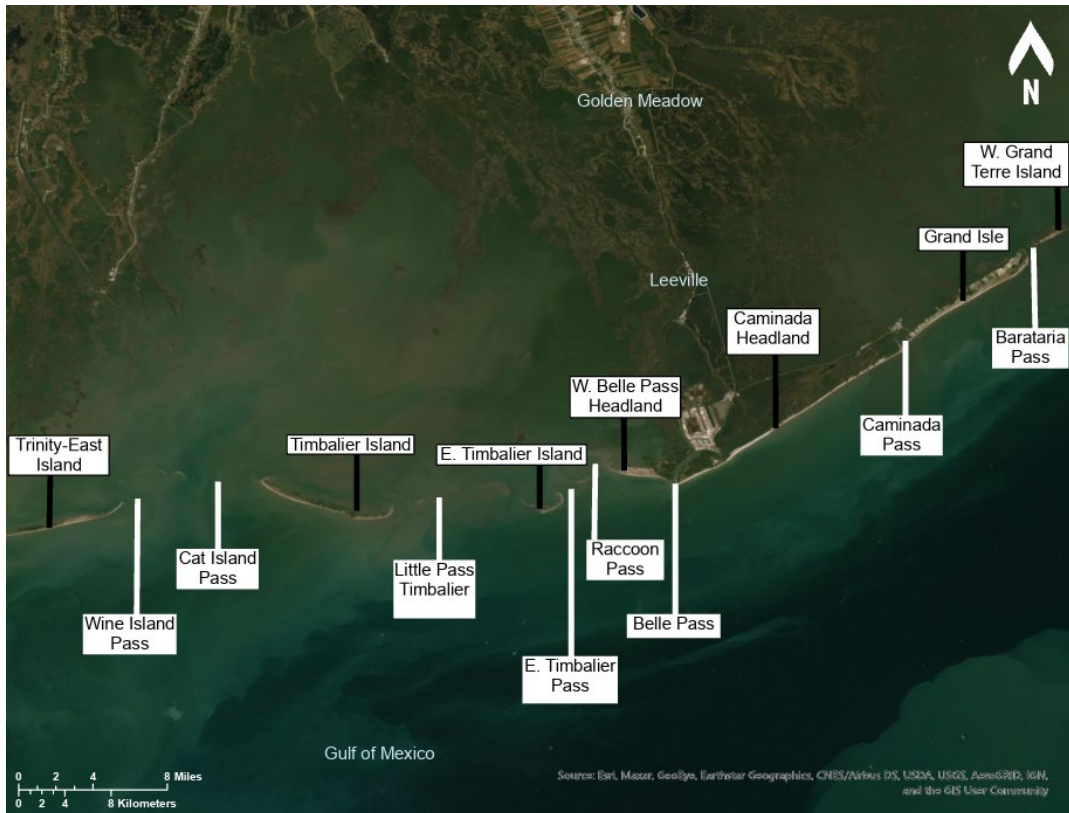 N
Golden Meadow
W. Grand
Terre Island
Grand Isle
Leeville
Caminada
Headland
Barataria
Pass
W. Belle Pass
Headland
Caminada
Pass
Trinity-East
Island
Timbalier Island
E. Timbalier Island
Cat Island
Pass
Little Pass
Timbalier
Raccoon
Pass
Wine Island
Pass
Belle Pass
E. Timbalier
Pass
Gulf of Mexico
0 2 4 8 Miles
0 2 4 8 Kilometers
Source: Esri, Maxar, GeoEye, Earthstar Geographics, CNES/Airbus DS, USDA, USGS, AeroGRID, IGN,
and the GIS User Community